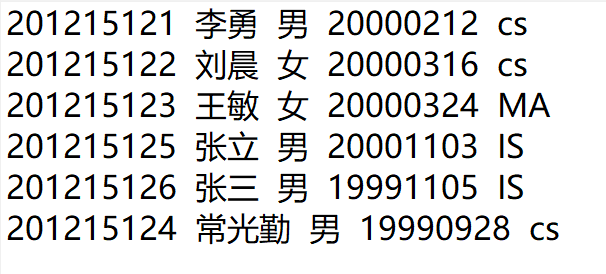 201215121 李勇 男 20000212 cs
201215122 刘晨 女 20000316 cs
201215123 王敏 女 20000324 MA
201215125 张立 男 20001103 IS
201215126 张三 男 19991105 IS
201215124 常光勤 男 19990928 cs